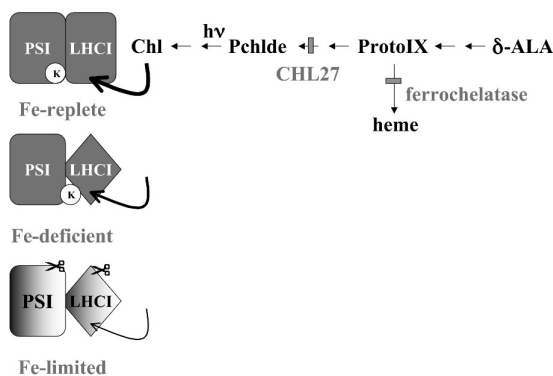 hν
PSI LHCI Chl Pchlde ProtoIX δ-ALA
K
CHL27
ferrochelatase
Fe-replete
heme
PSI LHCI
K
Fe-deficient
PSI LHCI
Fe-limited